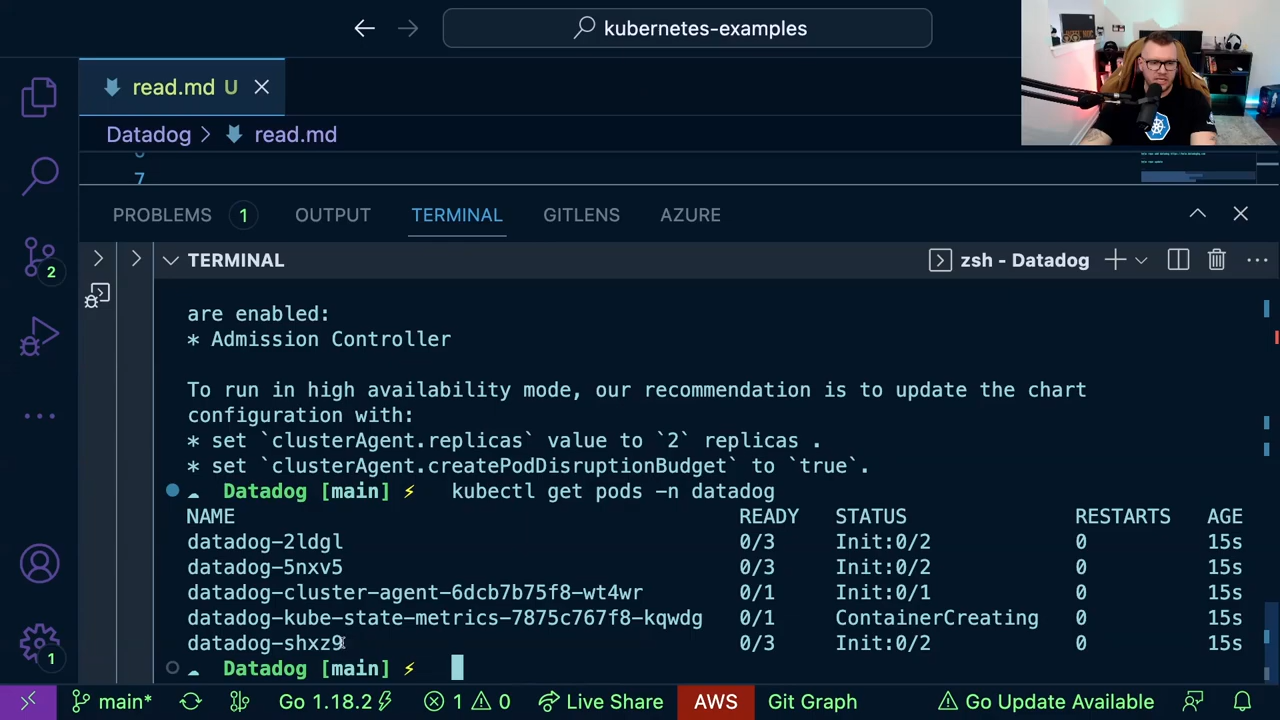 kubernetes-examples
read.md U
Datadog > read.md
7
PROBLEMS 1 OUTPUT TERMINAL GITLENS AZURE
TERMINAL
zsh - Datadog
are enabled:
* Admission Controller
To run in high availability mode, our recommendation is to update the chart
configuration with:
* set `clusterAgent.replicas` value to `2` replicas .
* set `clusterAgent.createPodDisruptionBudget` to `true`.
Datadog [main] ⚡ kubectl get pods -n datadog
NAME READY STATUS RESTARTS AGE
datadog-2ldgl 0/3 Init:0/2 0 15s
datadog-5nxv5 0/3 Init:0/2 0 15s
datadog-cluster-agent-6dcb7b75f8-wt4wr 0/1 Init:0/1 0 15s
datadog-kube-state-metrics-7875c767f8-kqwdg 0/1 ContainerCreating 0 15s
datadog-shxz9 0/3 Init:0/2 0 15s
Datadog [main] ⚡
2
1
main* Go 1.18.2 1 0 Live Share AWS Git Graph Go Update Available